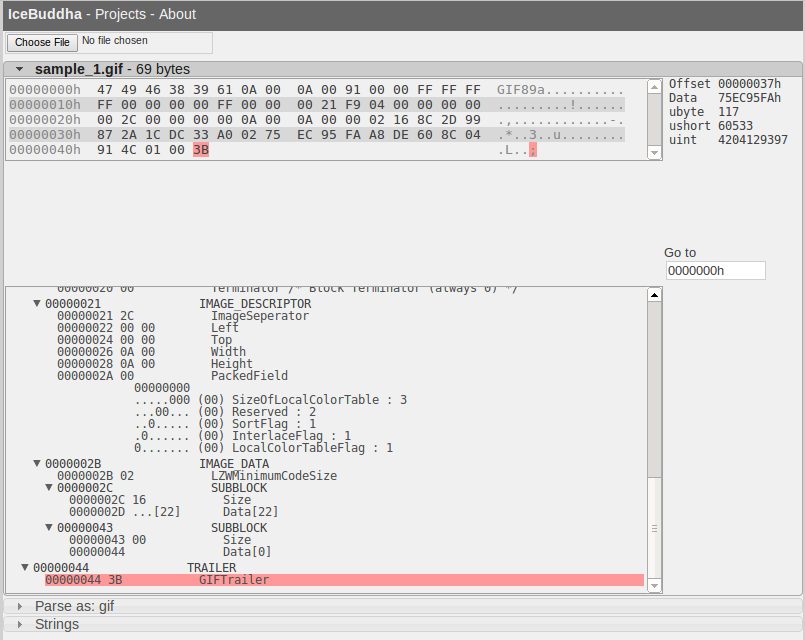 IceBuddha - Projects - About
Choose File No file chosen
sample_1.gif - 69 bytes
00000000h 47 49 46 38 39 61 0A 00 0A 00 91 00 00 FF FF FF GIF89a..........
00000010h FF 00 00 00 00 FF 00 00 00 21 F9 04 00 00 00 00 .........!......
00000020h 00 2C 00 00 00 00 0A 00 0A 00 00 02 16 8C 2D 99 .,............-.
00000030h 87 2A 1C DC 33 A0 02 75 EC 95 FA A8 DE 60 8C 04 .*..3..u........
00000040h 91 4C 01 00 3B .L..;
Offset 00000037h
Data 75EC95FAh
ubyte 117
ushort 60533
uint 4204129397
Go to
0000000h
00000020 00 Terminator /* Block Terminator (always 0) */
00000021 IMAGE_DESCRIPTOR
00000021 2C ImageSeperator
00000022 00 00 Left
00000024 00 00 Top
00000026 0A 00 Width
00000028 0A 00 Height
0000002A 00 PackedField
00000000
.....000 (00) SizeOfLocalColorTable : 3
...00... (00) Reserved : 2
..0..... (00) SortFlag : 1
.0...... (00) InterlaceFlag : 1
0....... (00) LocalColorTableFlag : 1
0000002B IMAGE_DATA
0000002B 02 LZWMinimumCodeSize
0000002C SUBBLOCK
0000002C 16 Size
0000002D ...[22] Data[22]
00000043 SUBBLOCK
00000043 00 Size
00000044 Data[0]
00000044 TRAILER
00000044 3B GIFTrailer
Parse as: gif
Strings